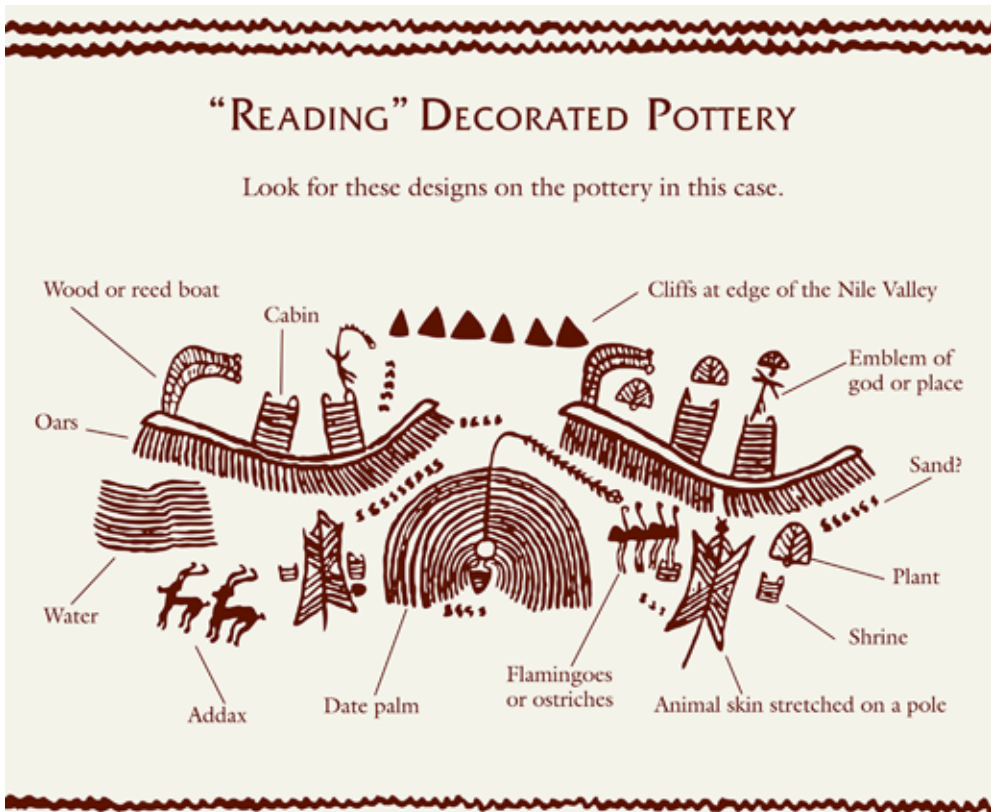 “Reading” Decorated Pottery
Look for these designs on the pottery in this case.
Wood or reed boat
Cabin
Cliffs at edge of the Nile Valley
Emblem of
god or place
Oars
Sand?
Water
Plant
Shrine
Addax
Date palm
Flamingoes
or ostriches
Animal skin stretched on a pole